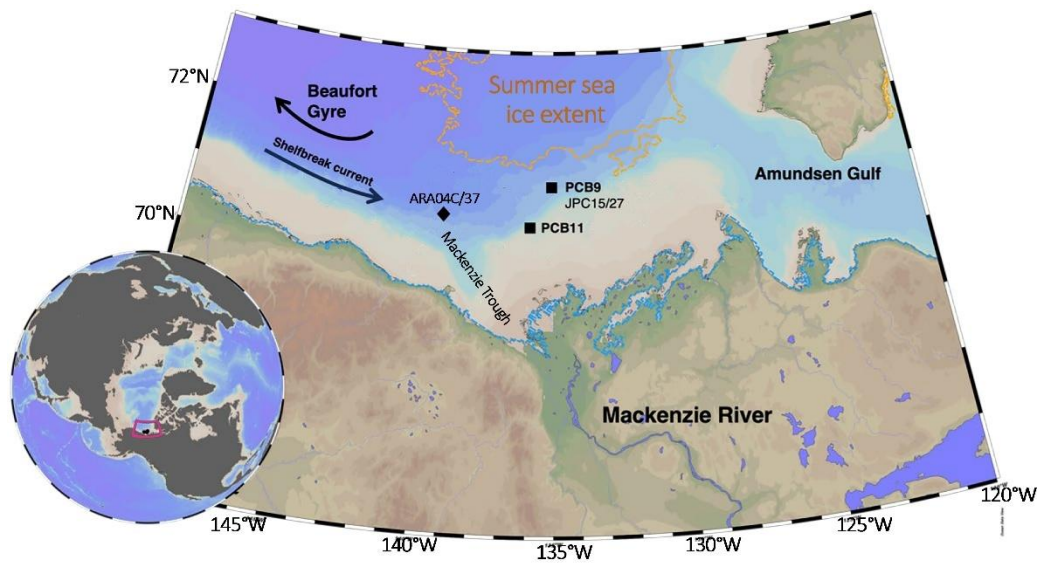 72°N
Beaufort
Gyre
Summer sea
ice extent
Shelfbreak current
Amundsen Gulf
PCB9
JPC15/27
ARA04C/37
70°N
PCB11
Mackenzie Trough
Mackenzie River
120°W
145°W
125°W
140°W
130°W
135°W